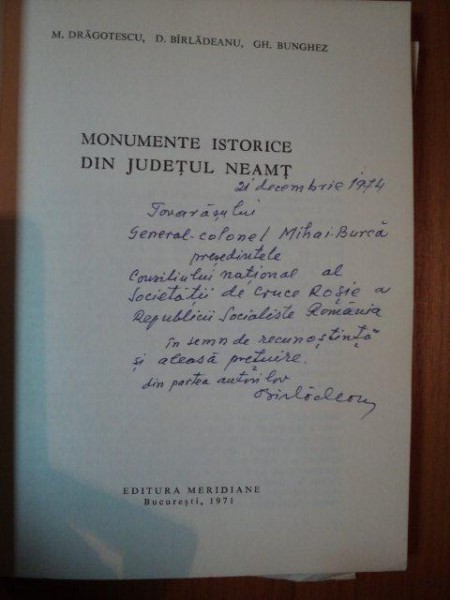 M. DRĂGOTESCU, D. BÎRLĂDEANU, GH. BUNGHEZ
MONUMENTE ISTORICE
DIN JUDEȚUL NEAMȚ
21 decembrie 1974
Tovarășului
General-colonel Mihai Burcă
președintele
Consiliului național al
Societății de Cruce Roșie a
Republicii Socialiste România
în semn de recunoștință
și aleasă prețuire.
din partea autorilor
Bîrlădeanu
EDITURA MERIDIANE
București, 1971